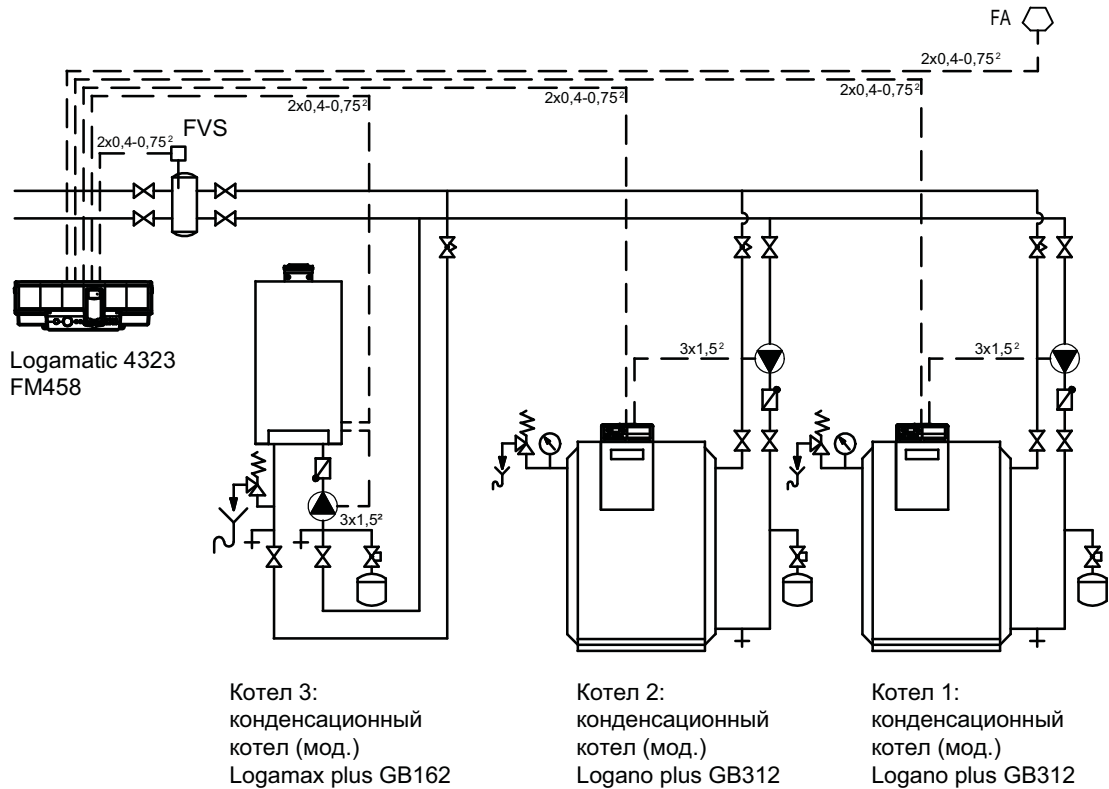 FA
2x0,4-0,75²
2x0,4-0,75²
2x0,4-0,75²
2x0,4-0,75²
FVS
2x0,4-0,75²
Logamatic 4323
FM458
3x1,5²
3x1,5²
3x1,5²
Котел 3:
конденсационный
котел (мод.)
Logamax plus GB162
Котел 2:
конденсационный
котел (мод.)
Logano plus GB312
Котел 1:
конденсационный
котел (мод.)
Logano plus GB312